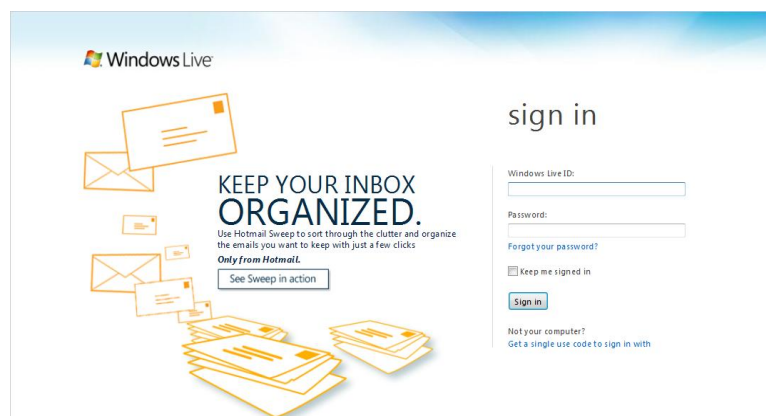 Windows Live
sign in
KEEP YOUR INBOX
ORGANIZED.
Use Hotmail Sweep to sort through the clutter and organize
the emails you want to keep with just a few clicks
Only from Hotmail.
See Sweep in action
Windows Live ID:
Password:
Forgot your password?
Keep me signed in
Sign in
Not your computer?
Get a single use code to sign in with